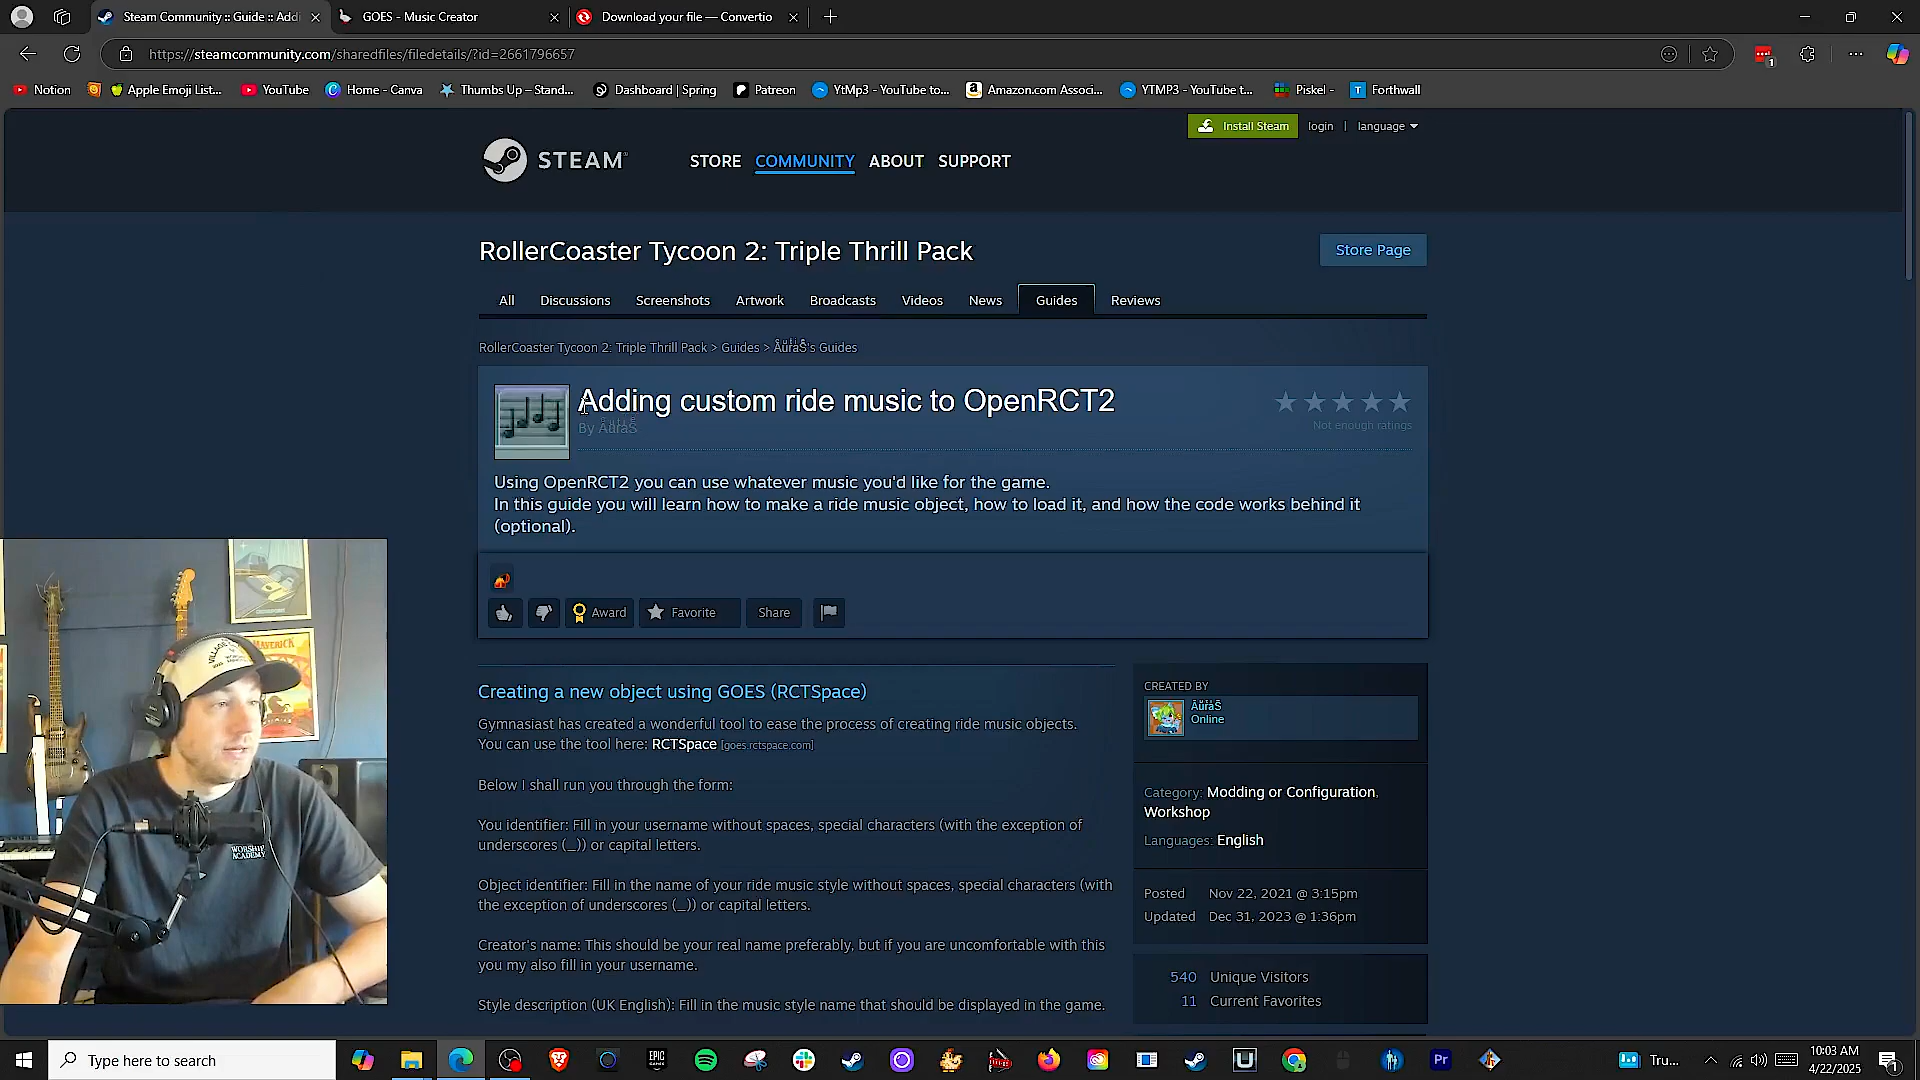 Steam Community :: Guide :: Addi
GOES - Music Creator
Download your file — Convertio
https://steamcommunity.com/sharedfiles/filedetails/?id=2661796657
1
Notion
Apple Emoji List...
YouTube
Home - Canva
Thumbs Up – Stand...
Dashboard | Spring
Patreon
YtMp3 - YouTube to...
Amazon.com Associ...
YTMP3 - YouTube t...
Piskel -
Forthwall
Install Steam
login | language
STEAM
STORE COMMUNITY ABOUT SUPPORT
RollerCoaster Tycoon 2: Triple Thrill Pack
Store Page
All Discussions Screenshots Artwork Broadcasts Videos News Guides Reviews
RollerCoaster Tycoon 2: Triple Thrill Pack > Guides > ÅüŕäŜ's Guides
Adding custom ride music to OpenRCT2
Not enough ratings
Using OpenRCT2 you can use whatever music you'd like for the game.
In this guide you will learn how to make a ride music object, how to load it, and how the code works behind it
(optional).
Award Favorite Share
Creating a new object using GOES (RCTSpace)
Gymnasiast has created a wonderful tool to ease the process of creating ride music objects.
You can use the tool here: RCTSpace [goes.rctspace.com]
Below I shall run you through the form:
You identifier: Fill in your username without spaces, special characters (with the exception of
underscores (_)) or capital letters.
Object identifier: Fill in the name of your ride music style without spaces, special characters (with
the exception of underscores (_)) or capital letters.
Creator's name: This should be your real name preferably, but if you are uncomfortable with this
you my also fill in your username.
Style description (UK English): Fill in the music style name that should be displayed in the game.
CREATED BY
Online
Category: Modding or Configuration,
Workshop
Languages: English
Posted Nov 22, 2021 @ 3:15pm
Updated Dec 31, 2023 @ 1:36pm
540 Unique Visitors
11 Current Favorites
MAVERICK
WORSHIP
ACADEMY
Type here to search
EPIC
GAMES
Pr
Tru...
10:03 AM
4/22/2025
1